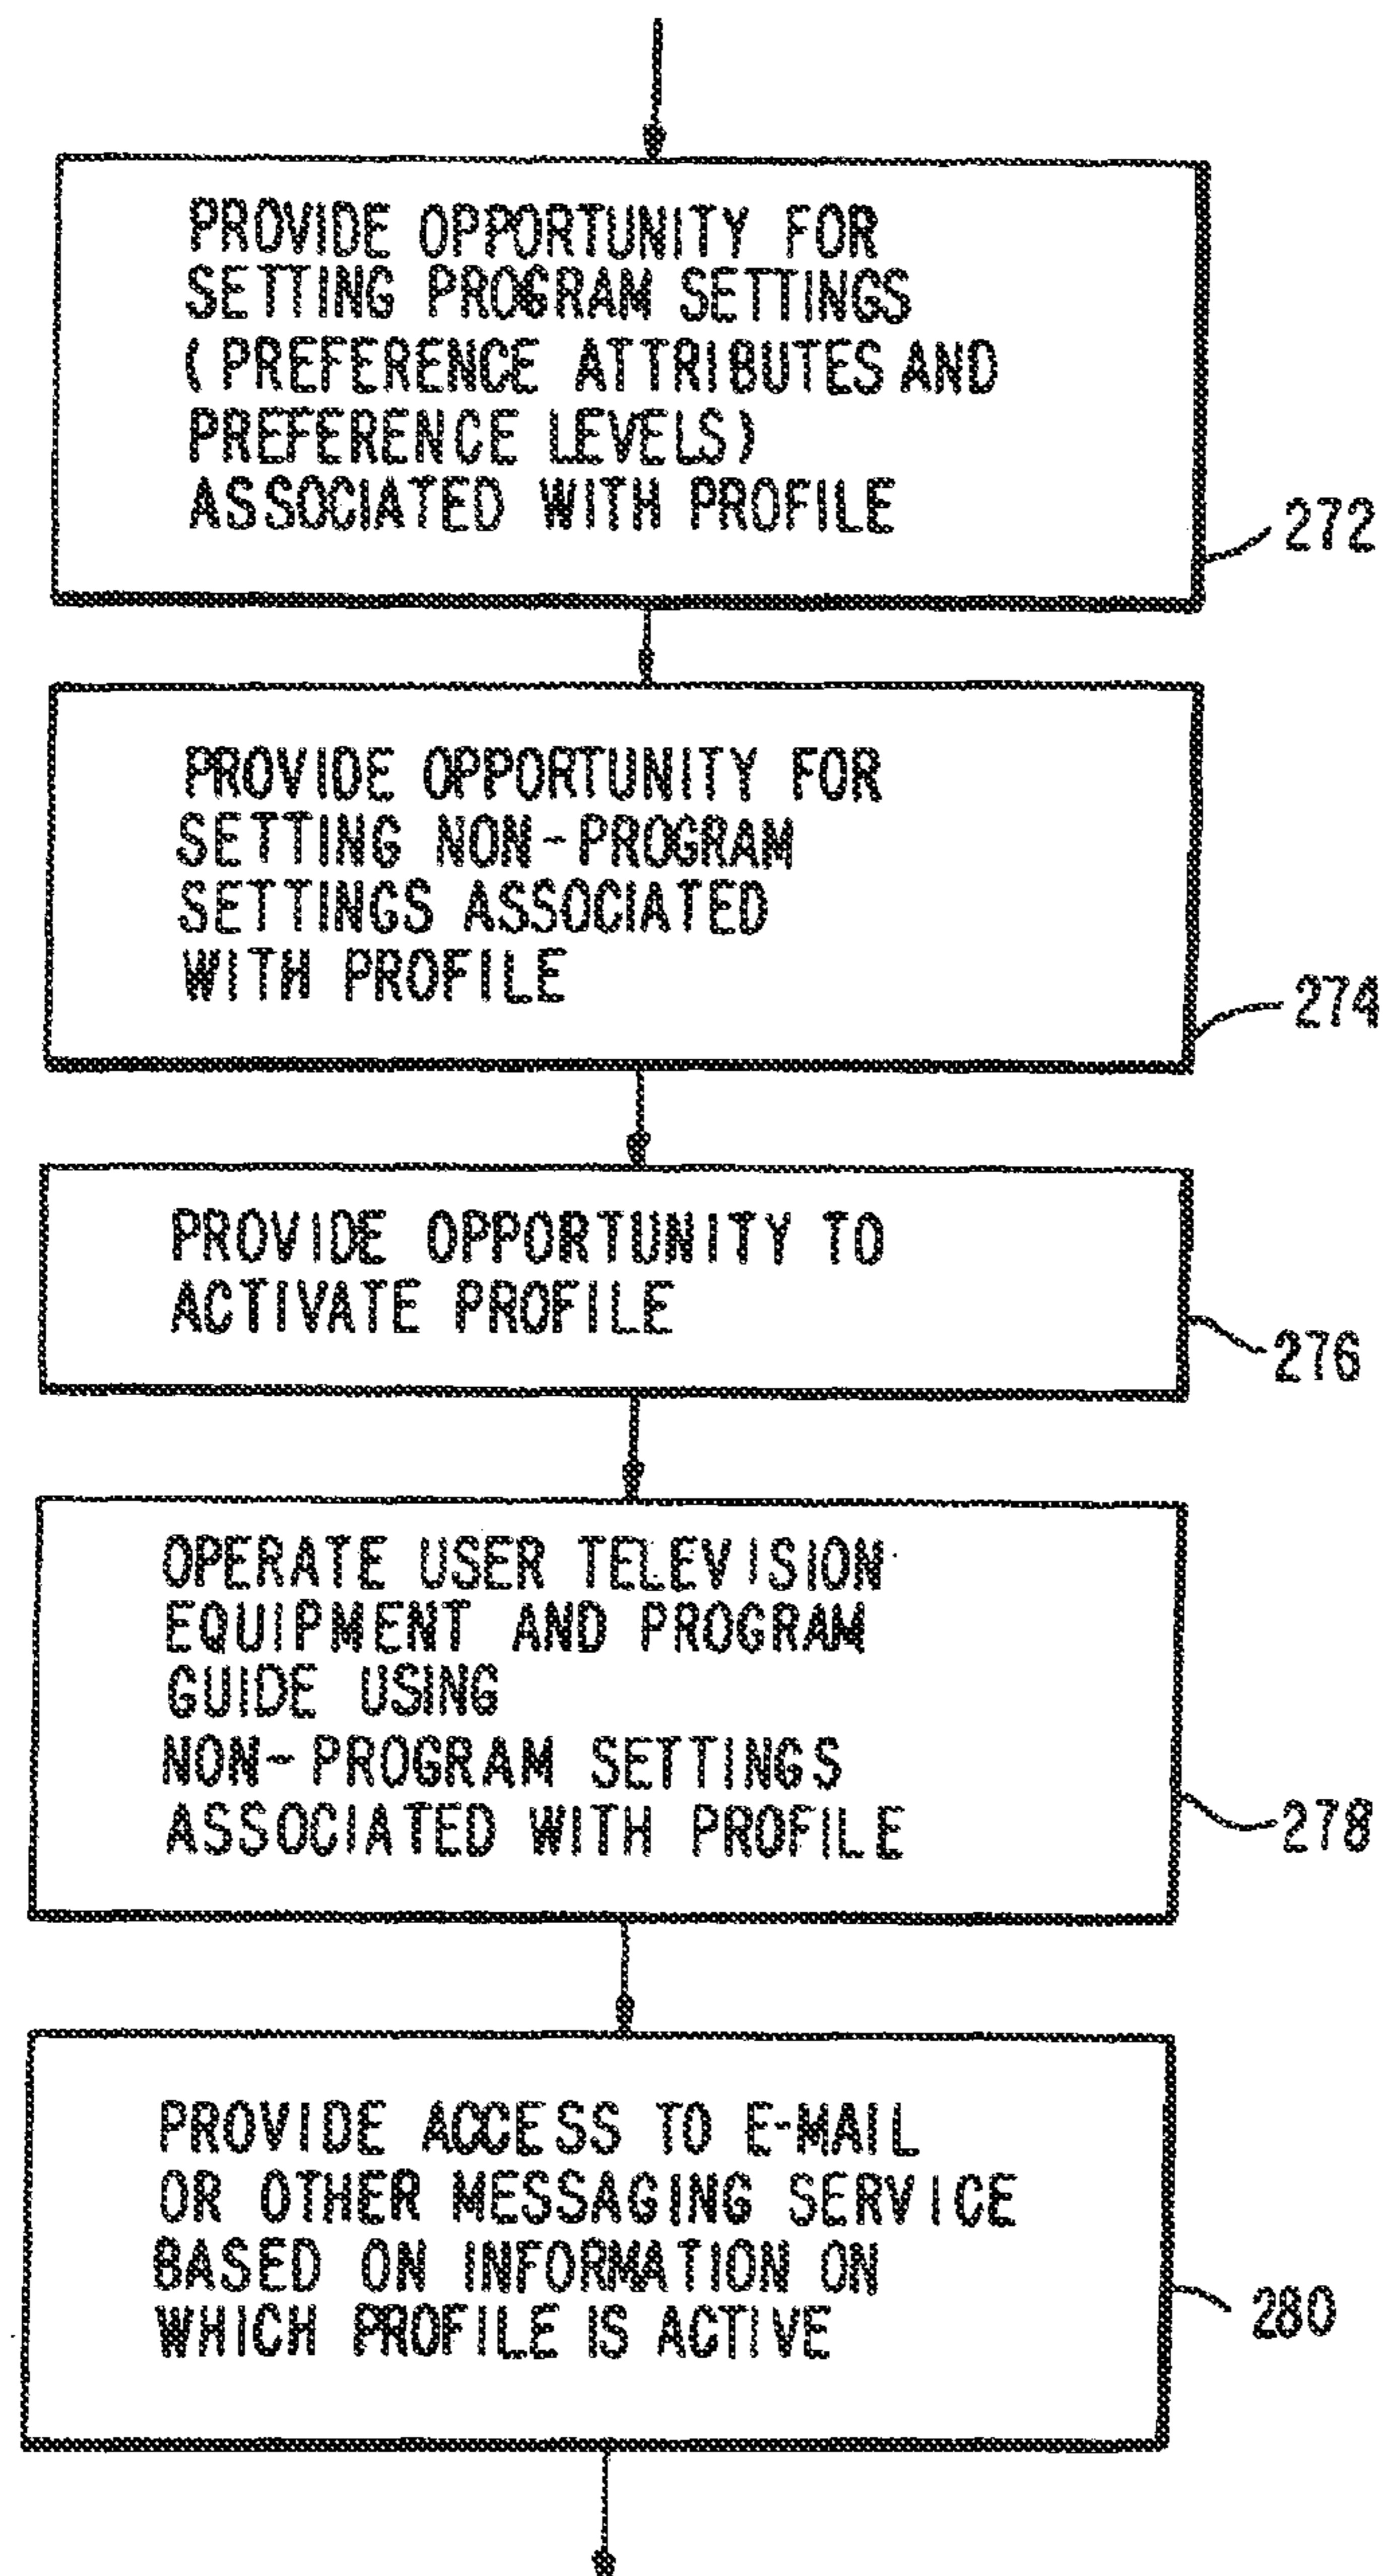 PROVIDE OPPORTUNITY FOR
SETTING PROGRAM SETTINGS
(PREFERENCE ATTRIBUTES AND
PREFERENCE LEVELS)
ASSOCIATED WITH PROFILE
272
PROVIDE OPPORTUNITY FOR
SETTING NON-PROGRAM
SETTINGS ASSOCIATED
WITH PROFILE
274
PROVIDE OPPORTUNITY TO
ACTIVATE PROFILE
276
OPERATE USER TELEVISION
EQUIPMENT AND PROGRAM
GUIDE USING
NON-PROGRAM SETTINGS
ASSOCIATED WITH PROFILE
278
PROVIDE ACCESS TO E-MAIL
OR OTHER MESSAGING SERVICE
BASED ON INFORMATION ON
WHICH PROFILE IS ACTIVE
280